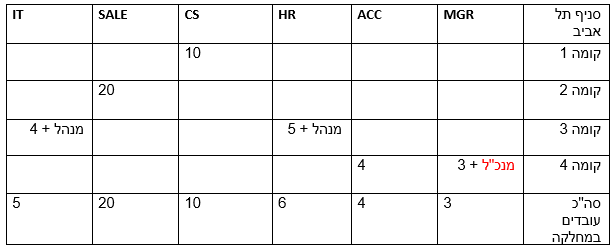 סניף תל אביב MGR ACC HR CS SALE IT
קומה 1 10
קומה 2 20
קומה 3 מנהל + 5 מנהל + 4
קומה 4 מנכ"ל + 3 4
סה"כ עובדים במחלקה 3 4 6 10 20 5